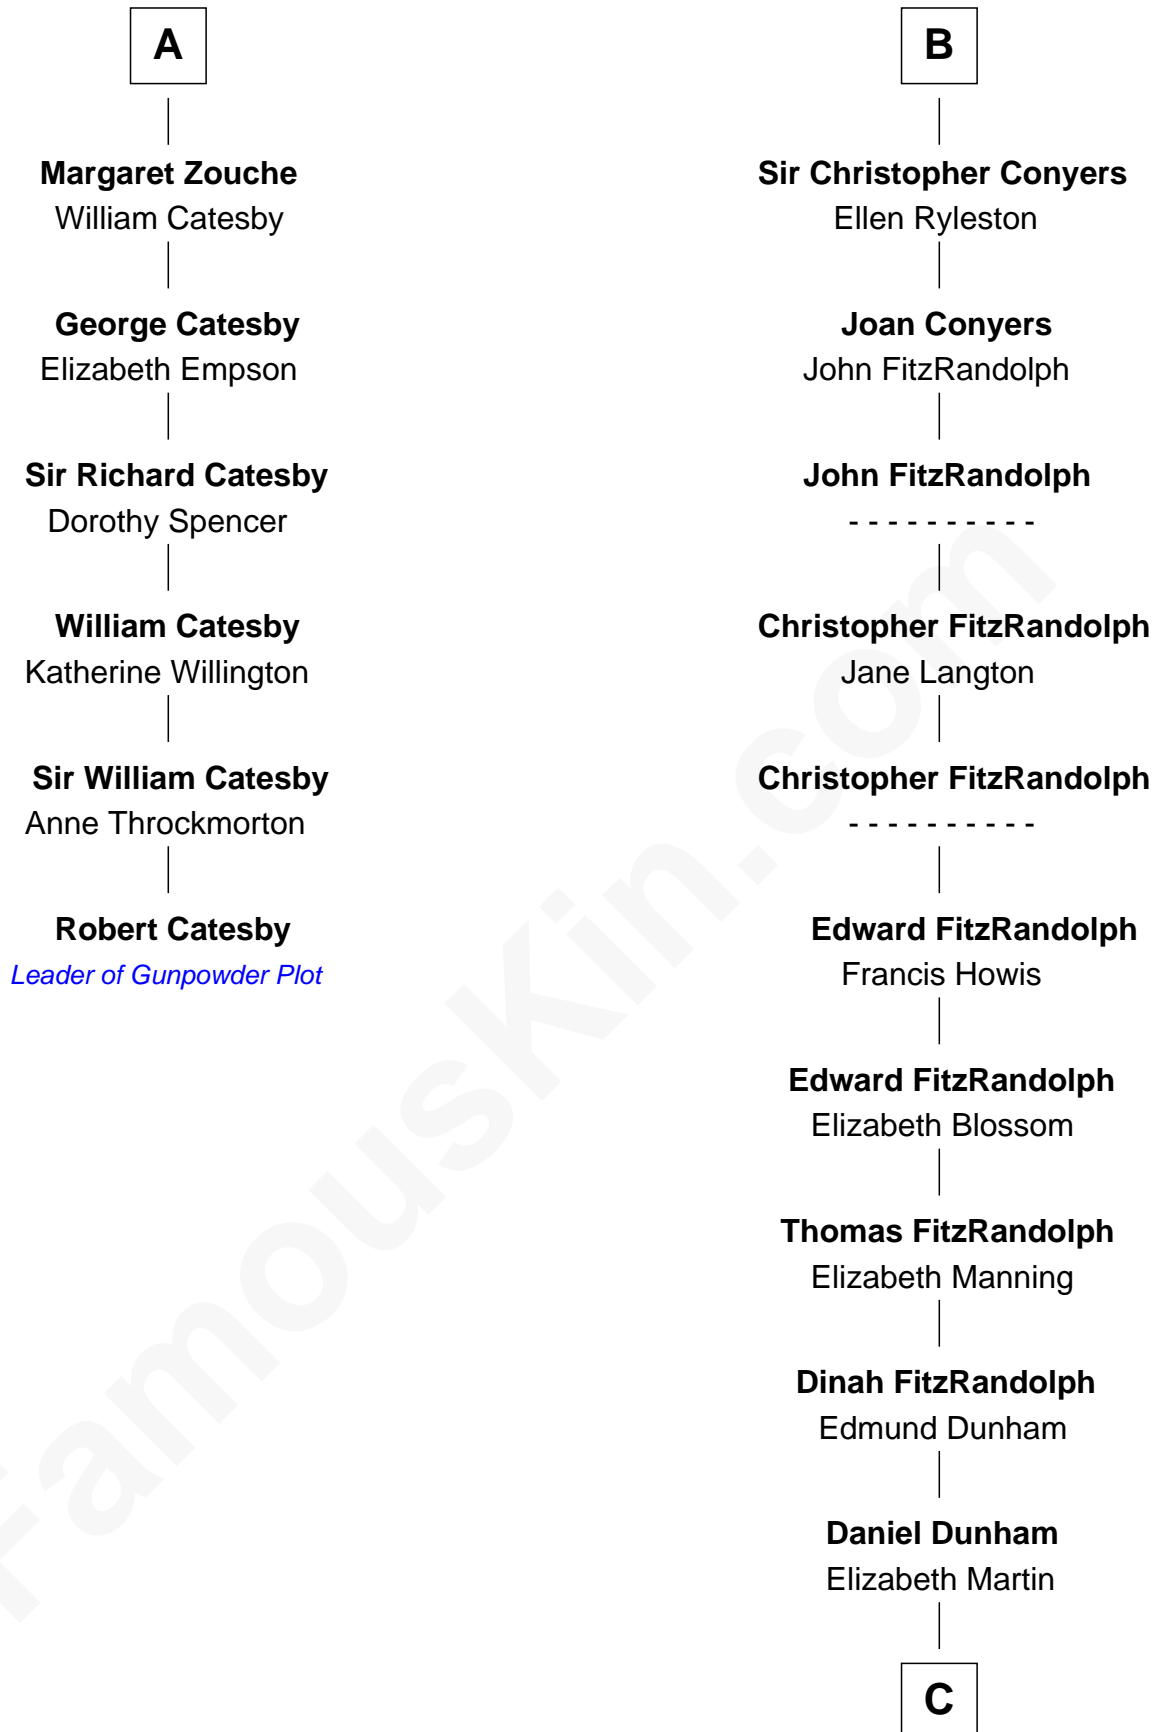 A
Margaret Zouche
William Catesby
George Catesby
Elizabeth Empson
Sir Richard Catesby
Dorothy Spencer
William Catesby
Katherine Willington
Sir William Catesby
Anne Throckmorton
Robert Catesby
Leader of Gunpowder Plot
B
Sir Christopher Conyers
Ellen Ryleston
Joan Conyers
John FitzRandolph
John FitzRandolph
- - - - - - - - - -
Christopher FitzRandolph
Jane Langton
Christopher FitzRandolph
- - - - - - - - - -
Edward FitzRandolph
Francis Howis
Edward FitzRandolph
Elizabeth Blossom
Thomas FitzRandolph
Elizabeth Manning
Dinah FitzRandolph
Edmund Dunham
Daniel Dunham
Elizabeth Martin
C
FamousKin.com